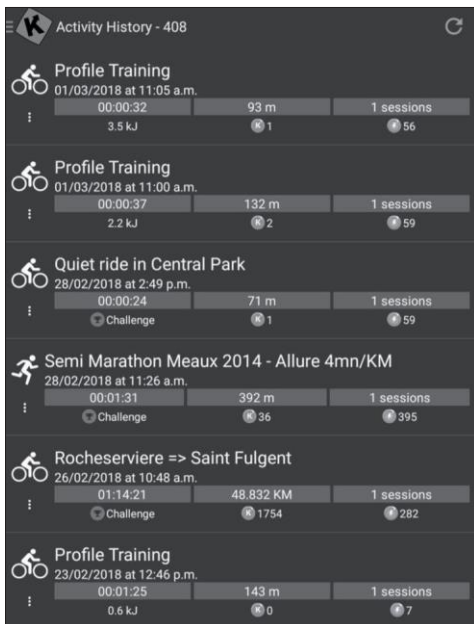 K Activity History - 408
Profile Training
01/03/2018 at 11:05 a.m.
00:00:32 93 m 1 sessions
3.5 kJ K 1 56
Profile Training
01/03/2018 at 11:00 a.m.
00:00:37 132 m 1 sessions
2.2 kJ K 2 59
Quiet ride in Central Park
28/02/2018 at 2:49 p.m.
00:00:24 71 m 1 sessions
Challenge K 1 59
Semi Marathon Meaux 2014 - Allure 4mn/KM
28/02/2018 at 11:26 a.m.
00:01:31 392 m 1 sessions
Challenge K 36 395
Rocheserviere => Saint Fulgent
26/02/2018 at 10:48 a.m.
01:14:21 48.832 KM 1 sessions
Challenge K 1754 282
Profile Training
23/02/2018 at 12:46 p.m.
00:01:25 143 m 1 sessions
0.6 kJ K 0 7